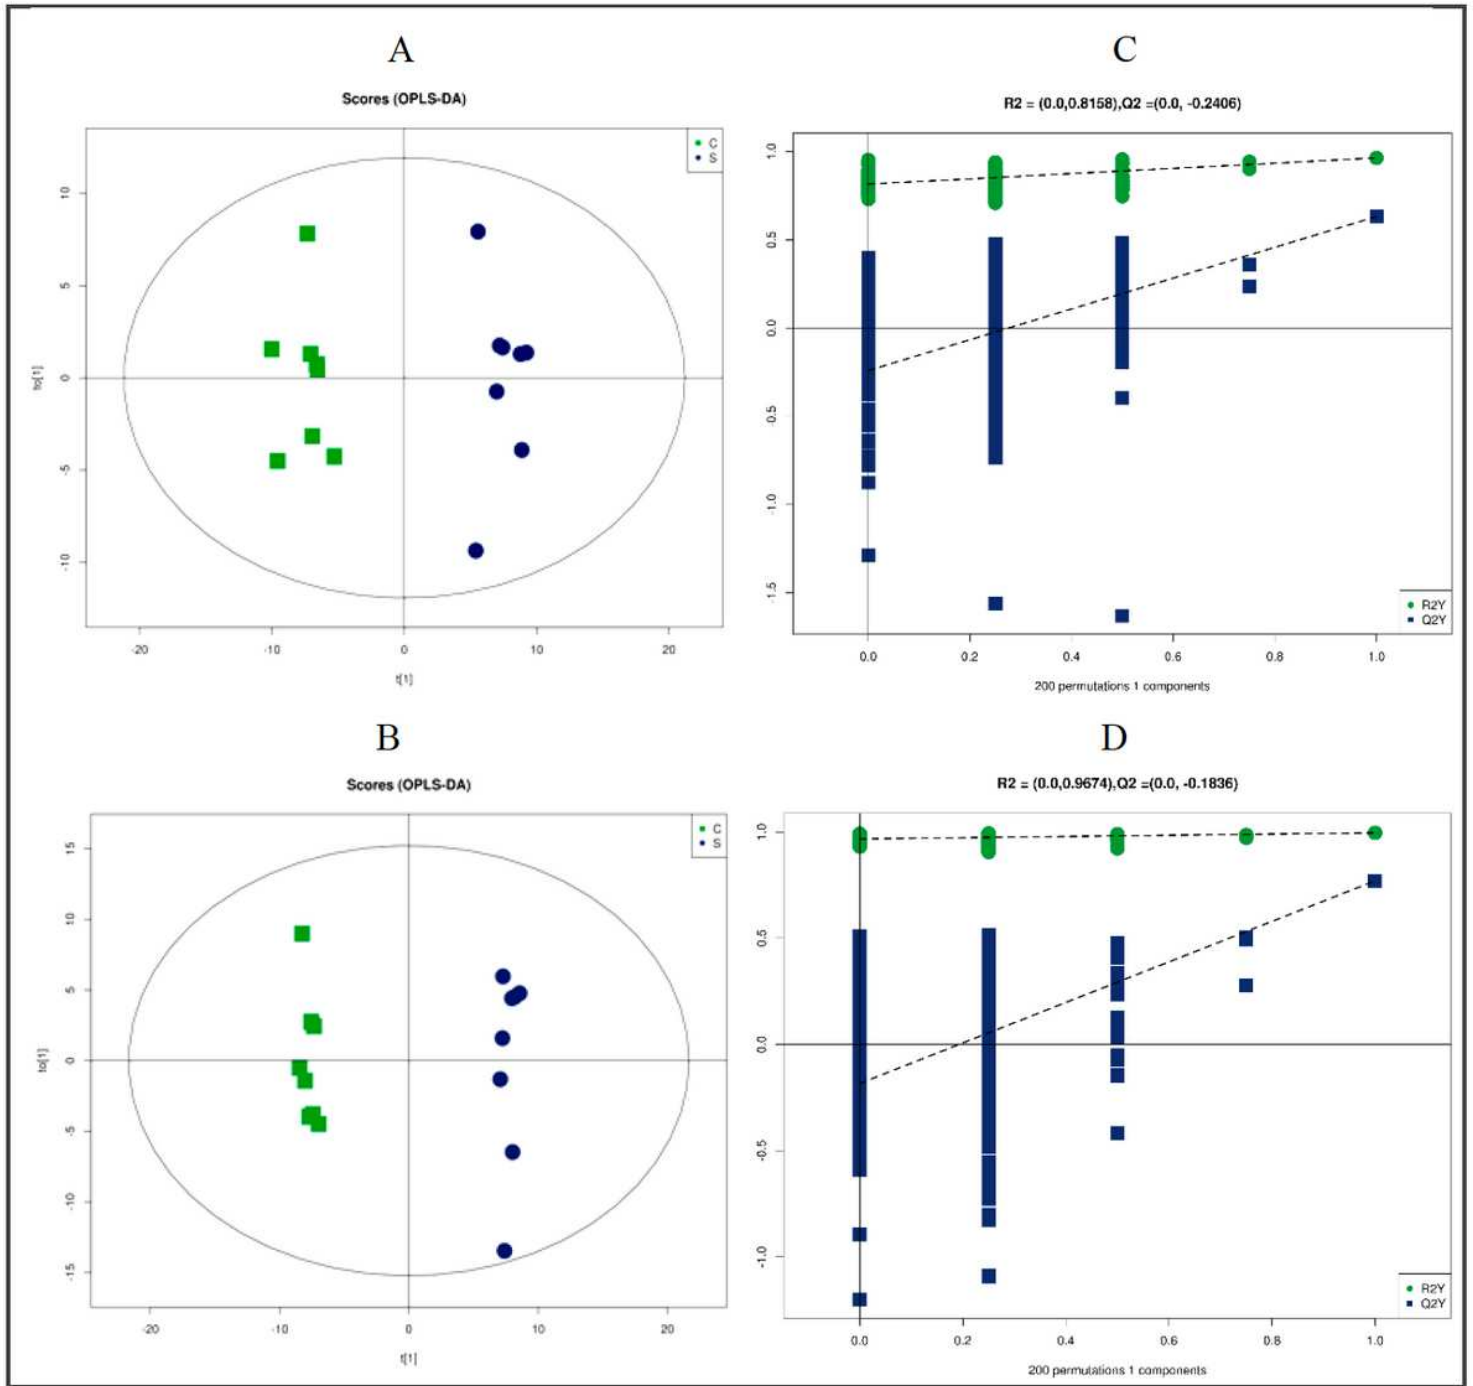 A
Scores (OPLS-DA)
C
S
10
5
0
-5
-10
to[1]
-20
-10
0
10
20
t[1]
C
R2 = (0.0,0.8158),Q2 =(0.0, -0.2406)
1.0
0.5
0.0
0.5
-1.0
-1.5
R2Y
Q2Y
0.0
0.2
0.4
0.6
0.8
1.0
200 permutations 1 components
B
Scores (OPLS-DA)
C
S
15
10
5
0
-5
-10
-15
to[1]
-20
-10
0
10
20
t[1]
D
R2 = (0.0,0.9674),Q2 =(0.0, -0.1836)
1.0
0.5
0.0
-0.5
-1.0
R2Y
Q2Y
0.0
0.2
0.4
0.6
0.8
1.0
200 permutations 1 components